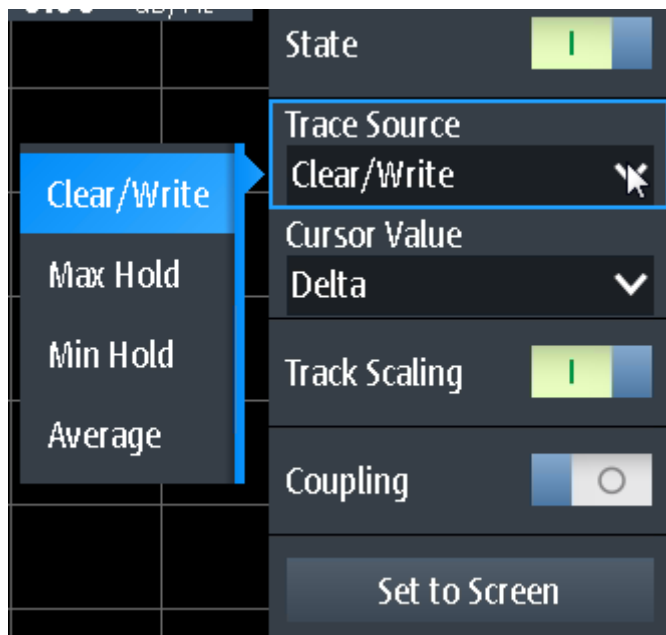 State
Trace Source
Clear/Write
Cursor Value
Delta
Track Scaling
I
Coupling
O
Set to Screen
Clear/Write
Max Hold
Min Hold
Average